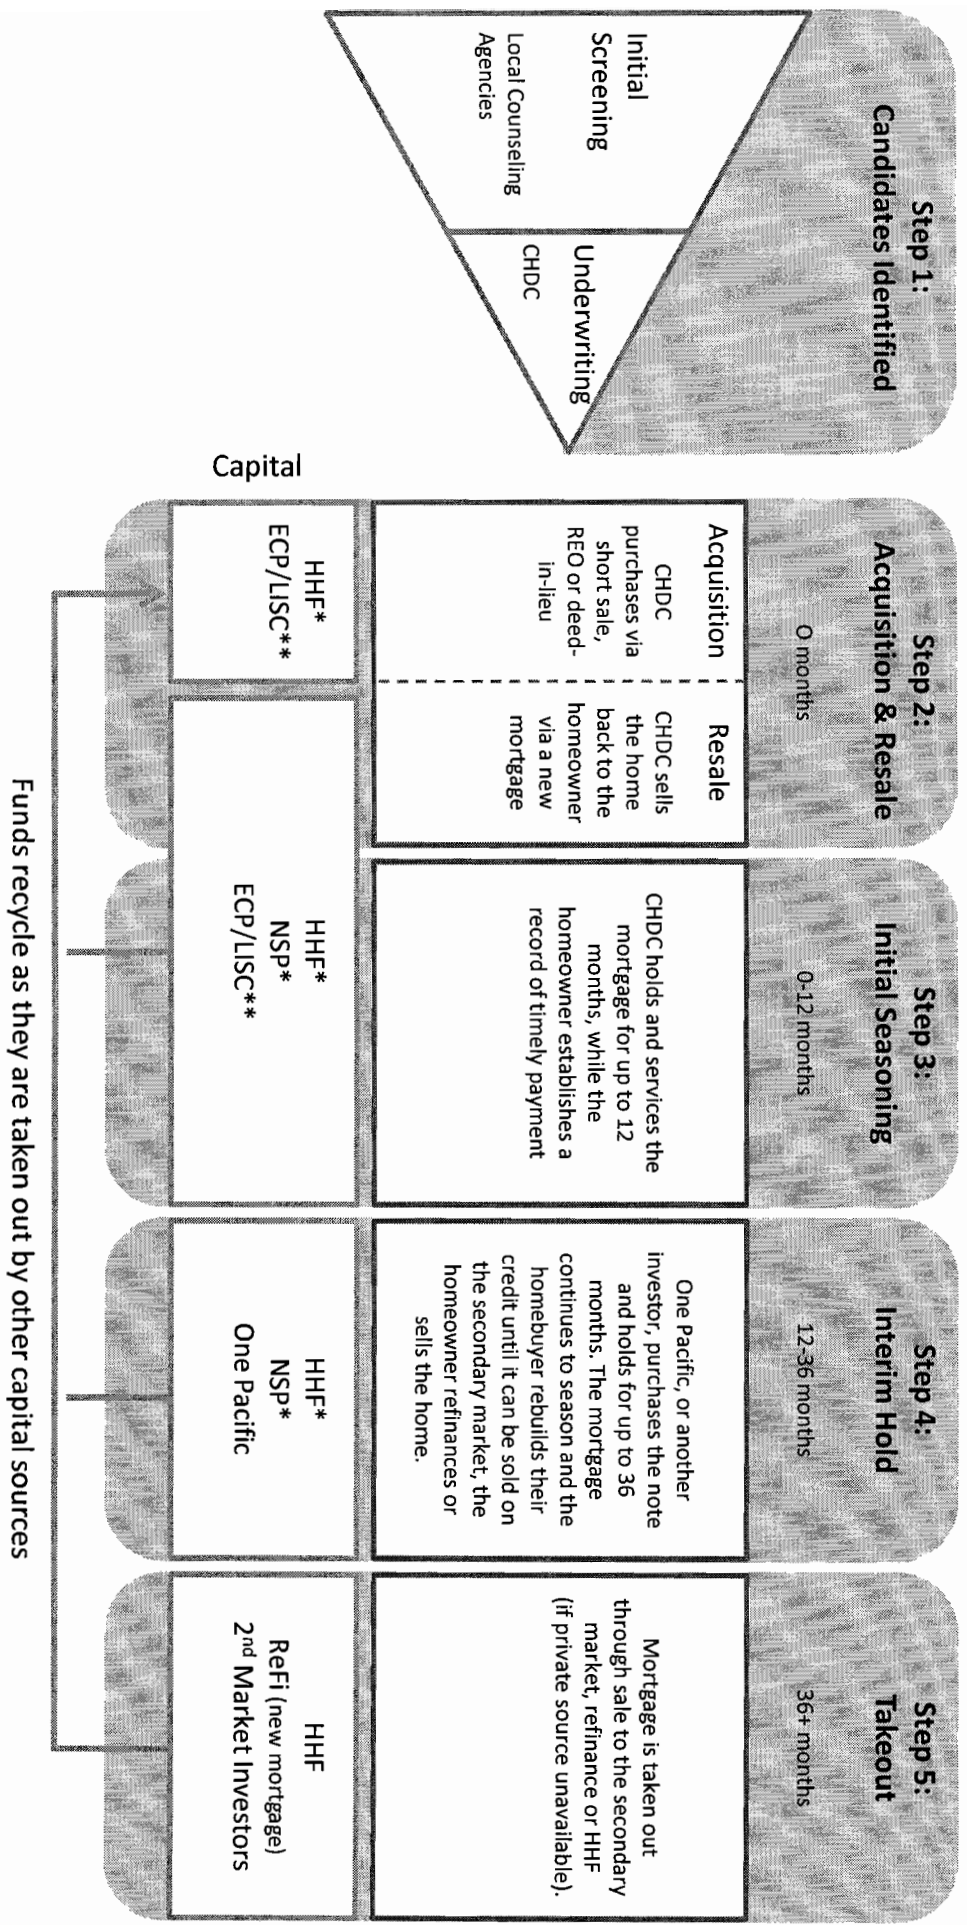 Step 1:
Candidates Identified
Initial
Screening
Local Counseling
Agencies
Underwriting
CHDC
Step 2:
Acquisition & Resale
0 months
Acquisition
CHDC
purchases via
short sale,
REO or deed-
in-lieu
Resale
CHDC sells
the home
back to the
homeowner
via a new
mortgage
Step 3:
Initial Seasoning
0-12 months
CHDC holds and services the
mortgage for up to 12
months, while the
homeowner establishes a
record of timely payment
Step 4:
Interim Hold
12-36 months
One Pacific, or another
investor, purchases the note
and holds for up to 36
months. The mortgage
continues to season and the
homebuyer rebuilds their
credit until it can be sold on
the secondary market, the
homeowner refinances or
sells the home.
Step 5:
Takeout
36+ months
Mortgage is taken out
through sale to the secondary
market, refinance or HHF
(if private source unavailable).
Capital
HHF*
ECP/LISC**
HHF*
NSP*
ECP/LISC**
HHF*
NSP*
One Pacific
HHF
ReFi (new mortgage)
2nd Market Investors
Funds recycle as they are taken out by other capital sources